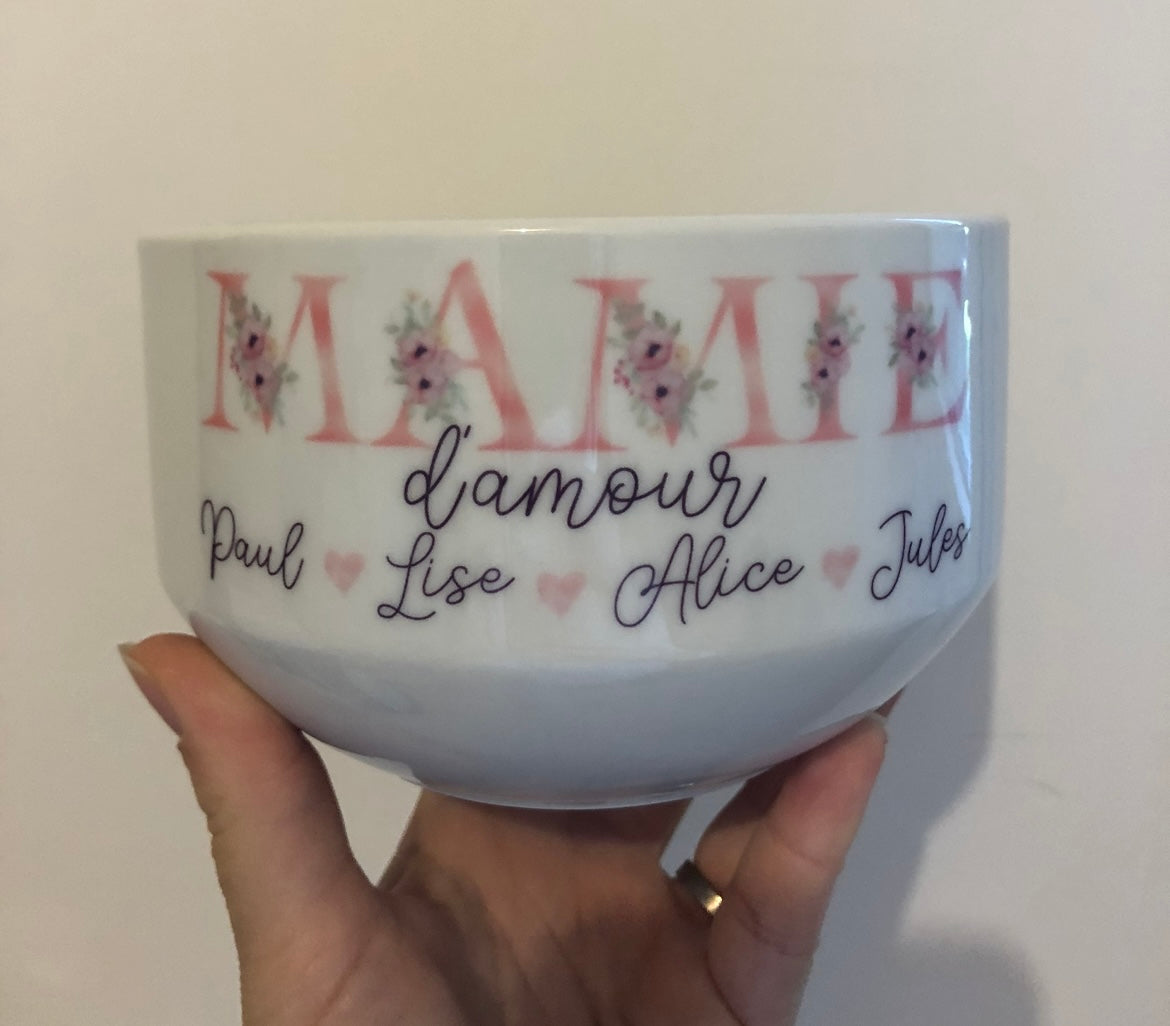 MAMIE
d'amour
Paul ♥ Lise ♥ Alice ♥ Jules